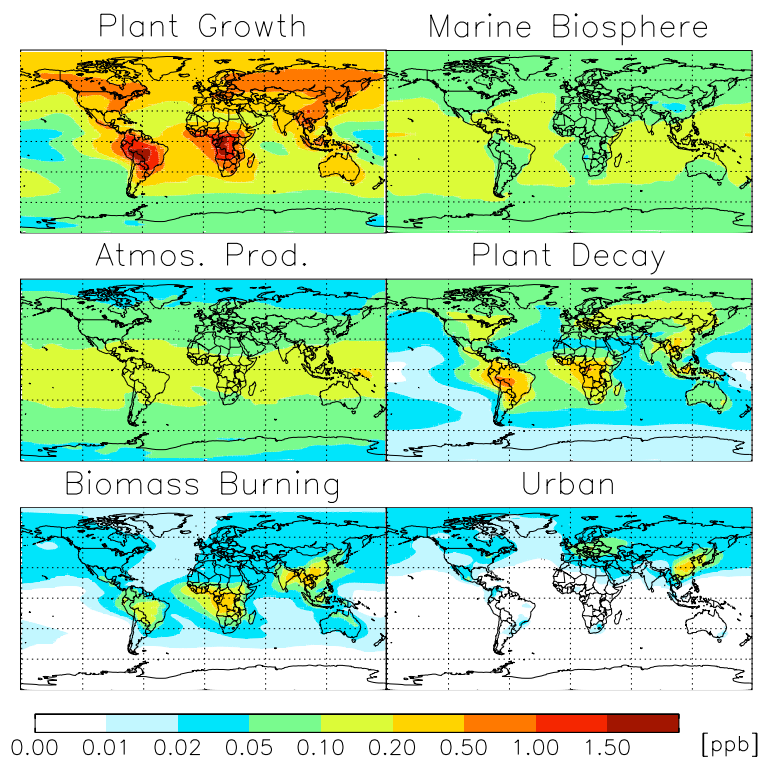 Plant Growth Marine Biosphere
Atmos. Prod. Plant Decay
Biomass Burning Urban
0.00 0.01 0.02 0.05 0.10 0.20 0.50 1.00 1.50 [ppb]